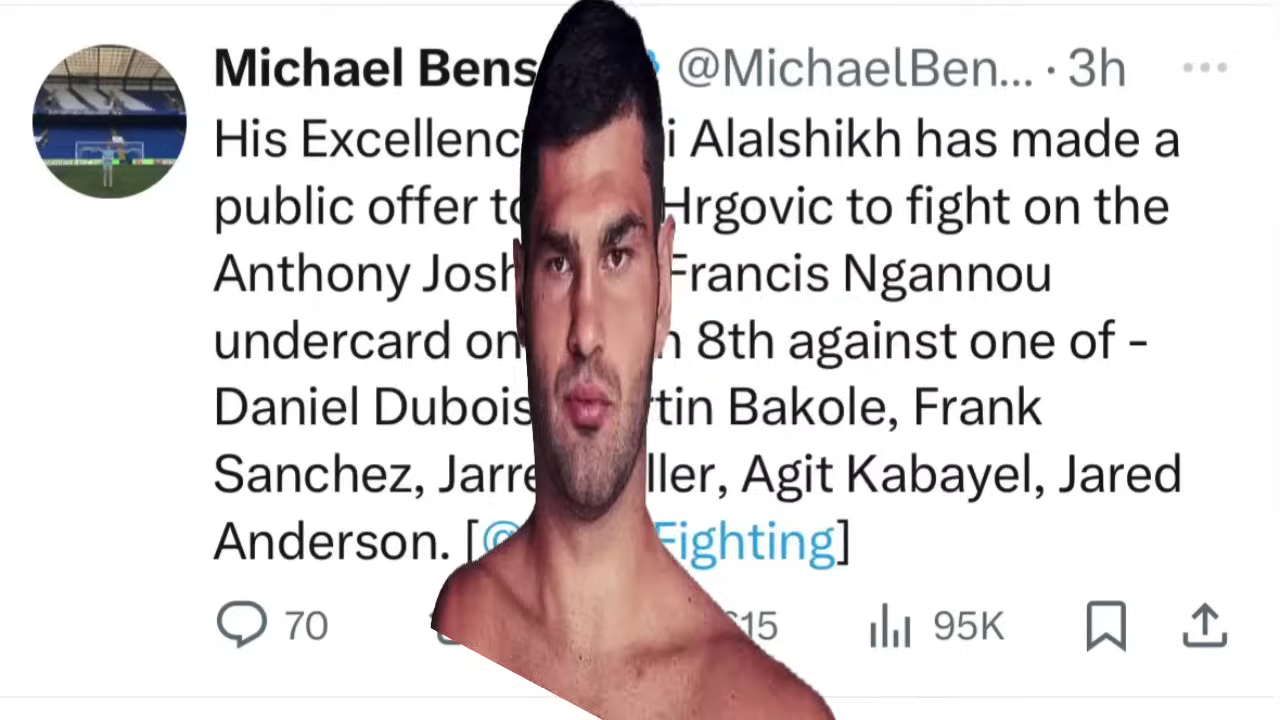 Michael Bens @MichaelBen... · 3h
His Excellenc i Alalshikh has made a
public offer to Hrgovic to fight on the
Anthony Josh Francis Ngannou
undercard on 8th against one of -
Daniel Dubois rtin Bakole, Frank
Sanchez, Jarre ller, Agit Kabayel, Jared
Anderson. [@ Fighting]
70 615 95K